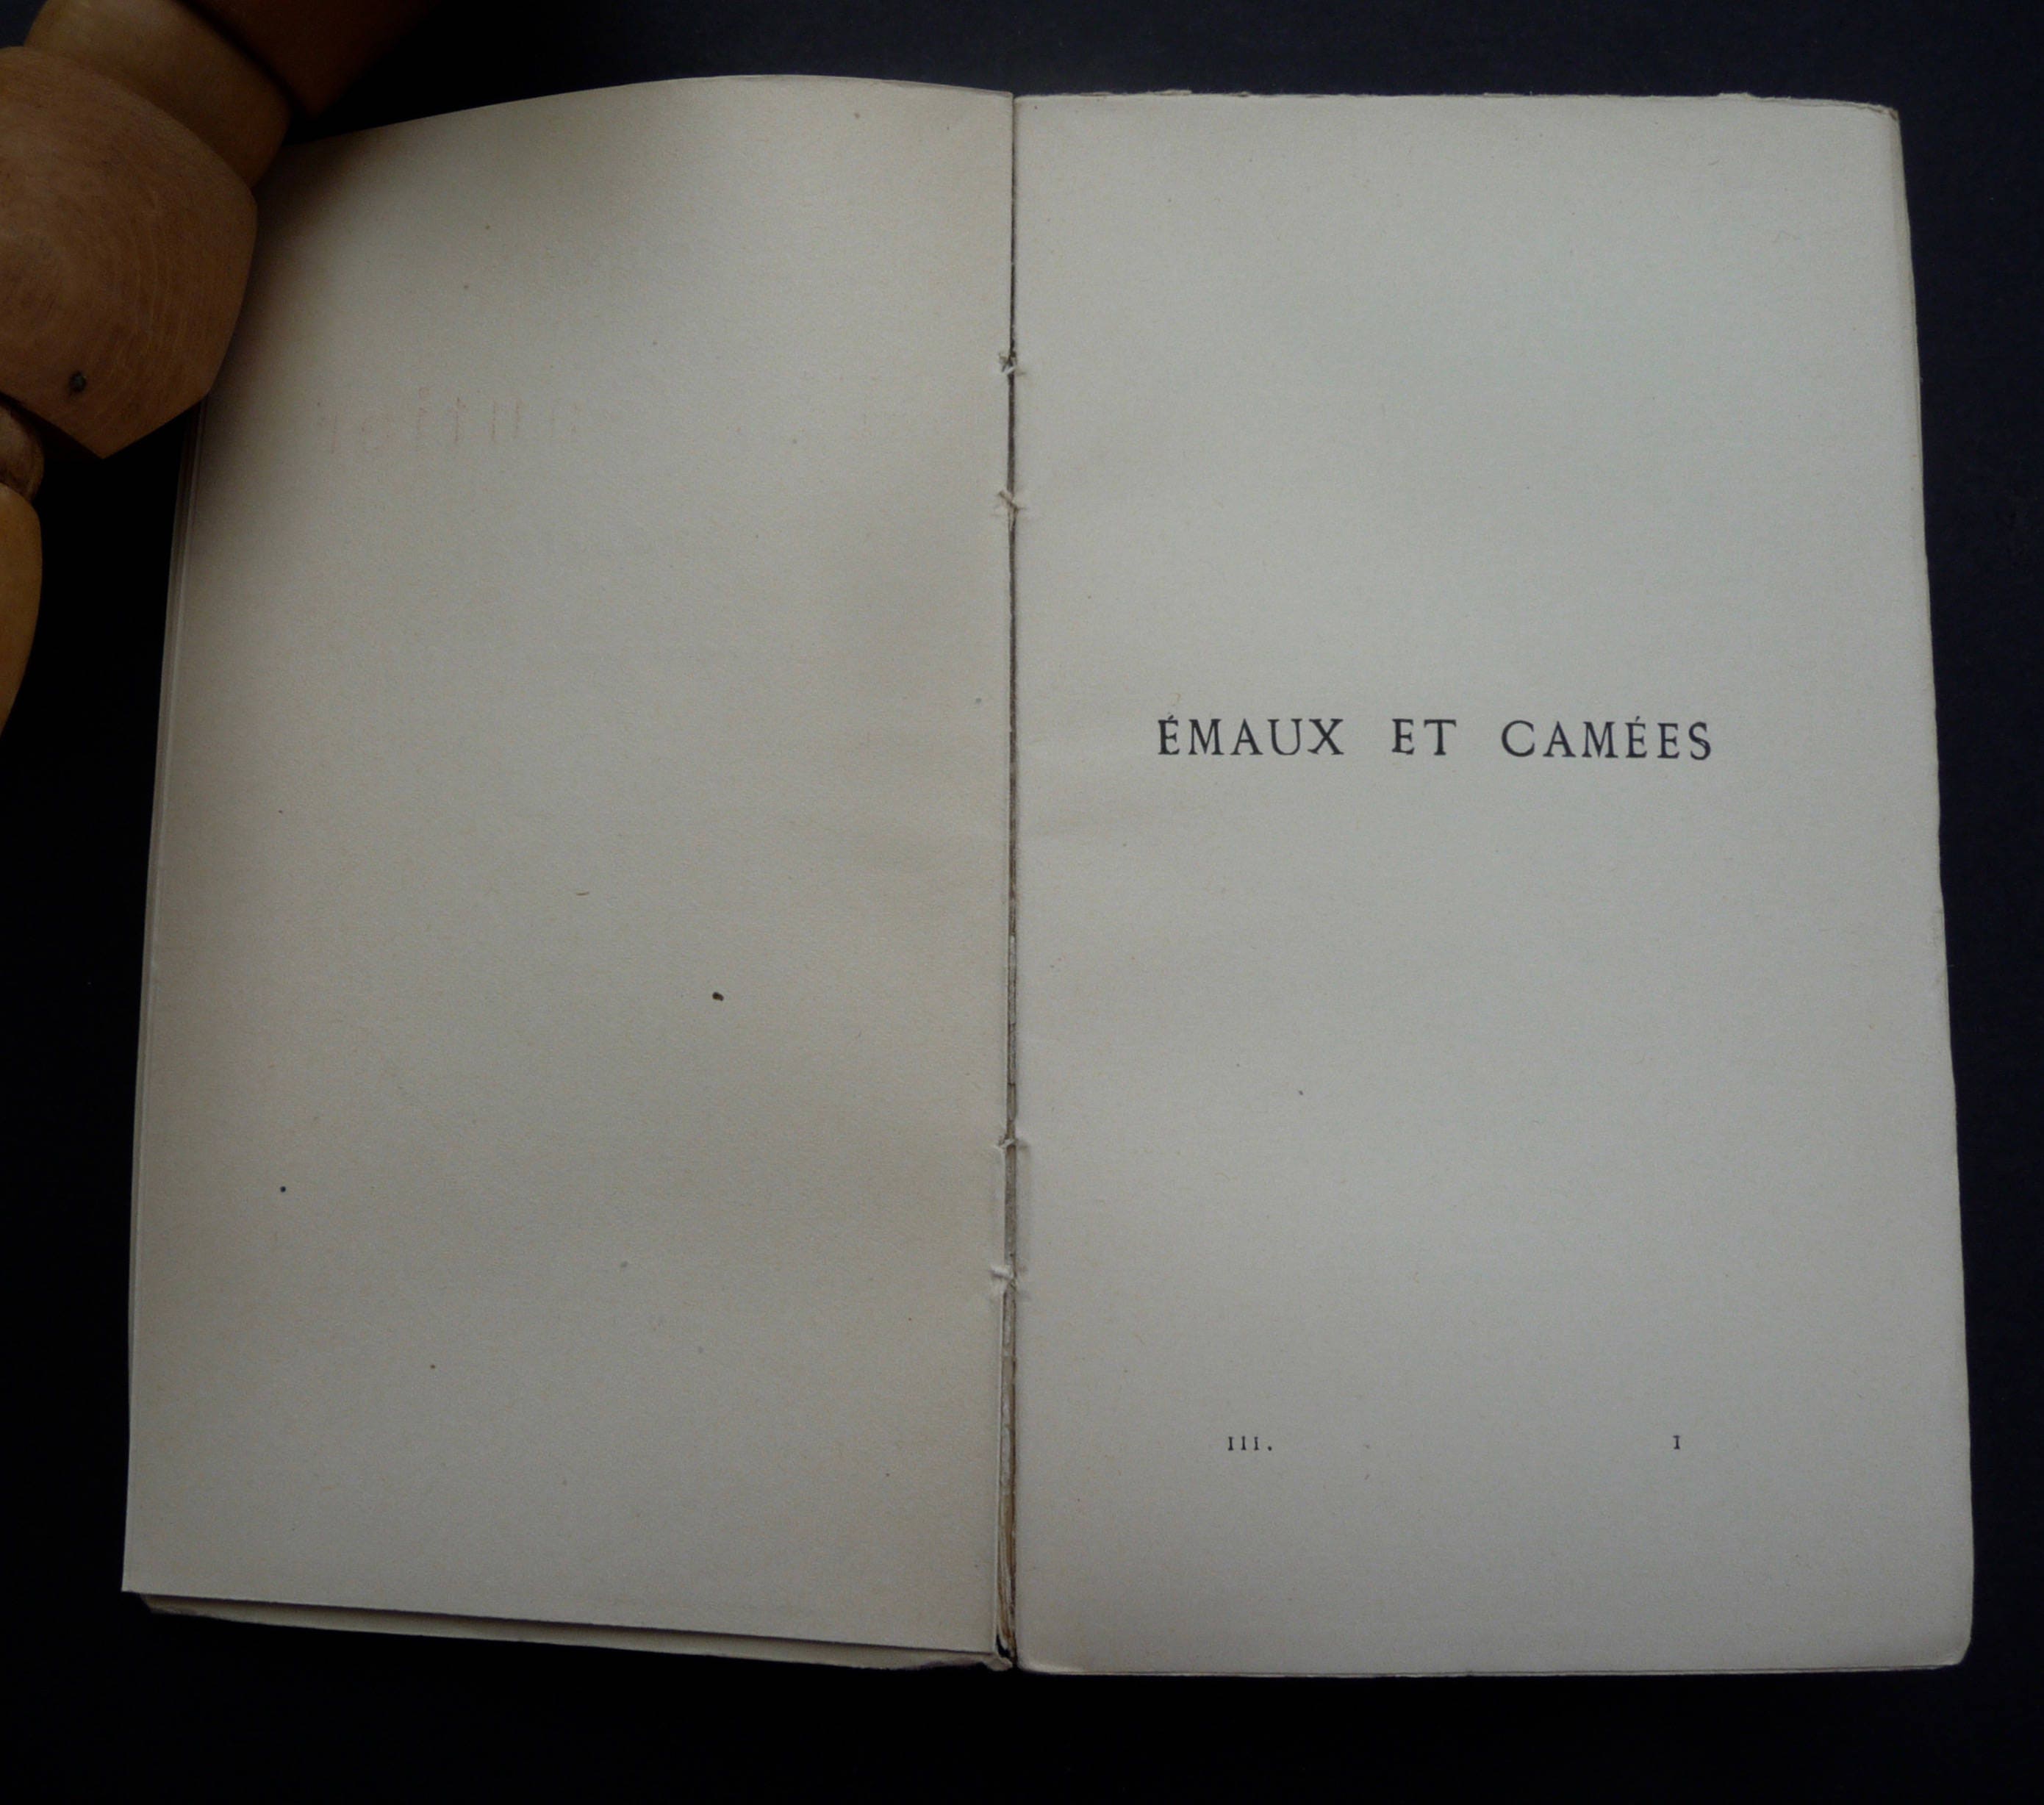 ÉMAUX ET CAMÉES
III. I